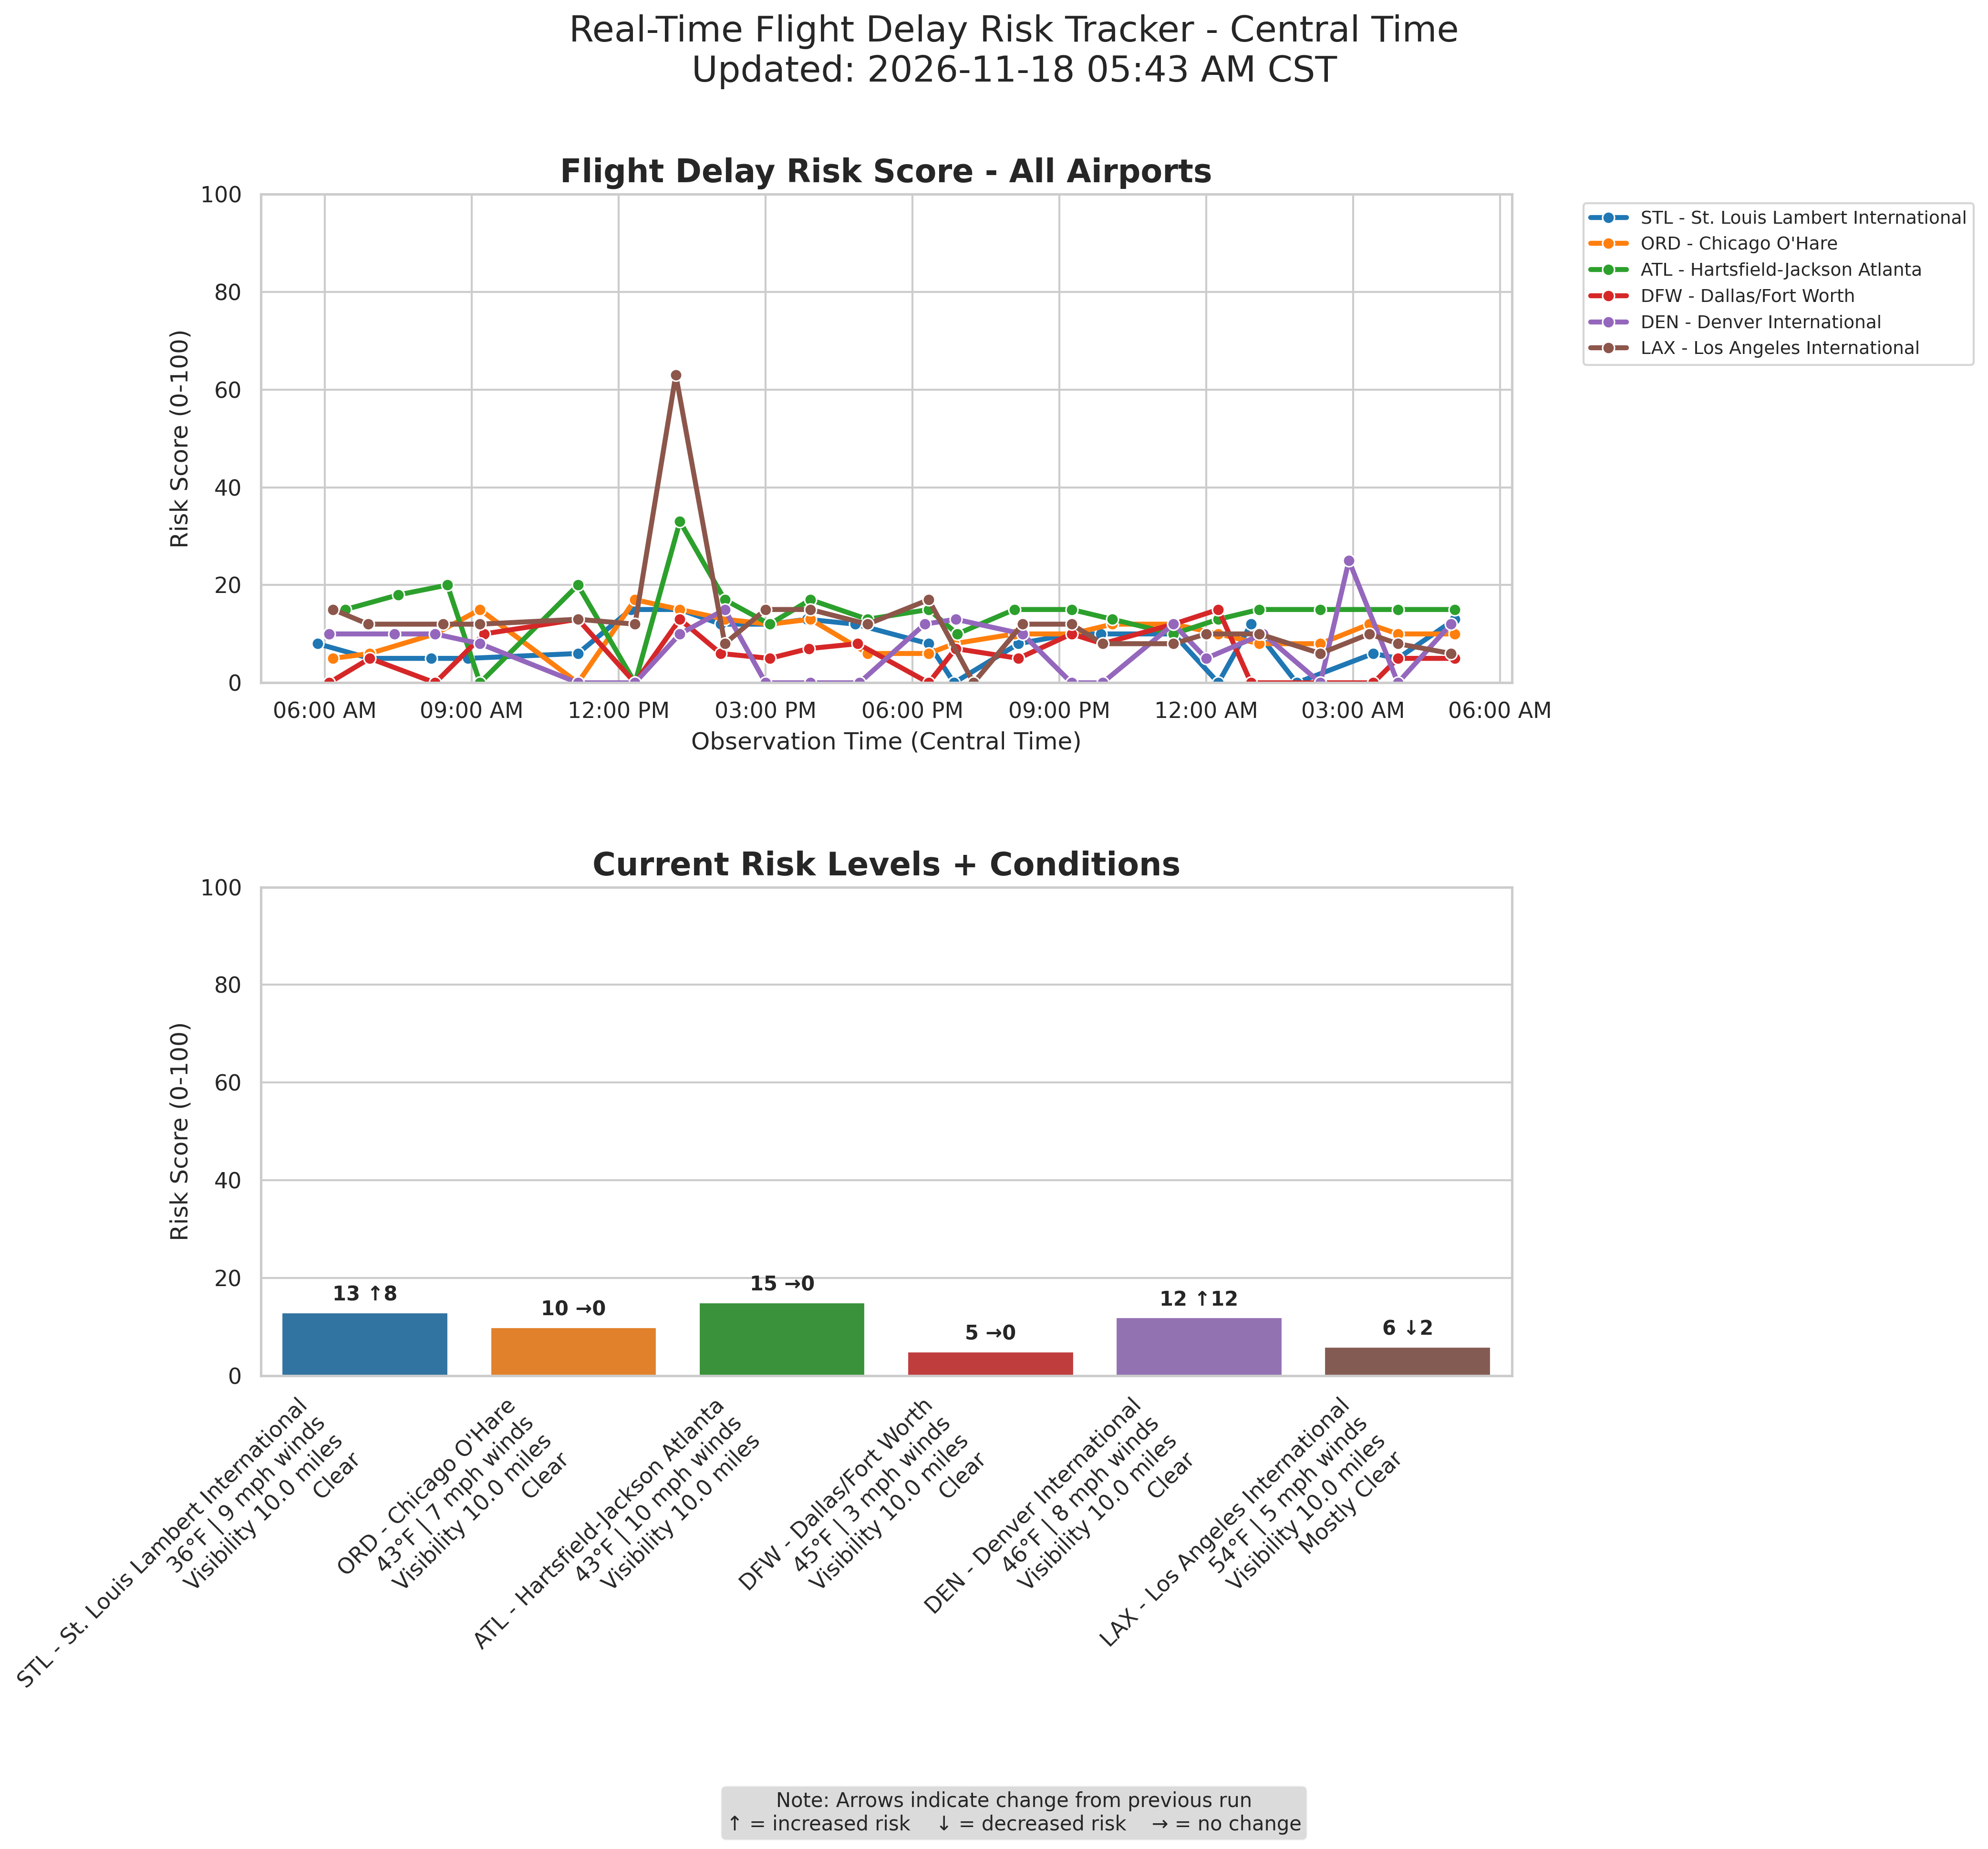 Real-Time Flight Delay Risk Tracker - Central Time
Updated: 2026-11-18 05:43 AM CST
Flight Delay Risk Score - All Airports
Risk Score (0-100)
100
80
60
40
20
0
06:00 AM
09:00 AM
12:00 PM
03:00 PM
06:00 PM
09:00 PM
12:00 AM
03:00 AM
06:00 AM
Observation Time (Central Time)
STL - St. Louis Lambert International
ORD - Chicago O'Hare
ATL - Hartsfield-Jackson Atlanta
DFW - Dallas/Fort Worth
DEN - Denver International
LAX - Los Angeles International
Current Risk Levels + Conditions
Risk Score (0-100)
100
80
60
40
20
0
13 ↑8
10 →0
15 →0
5 →0
12 ↑12
6 ↓2
STL - St. Louis Lambert International
36°F | 9 mph winds
Visibility 10.0 miles
Clear
ORD - Chicago O'Hare
43°F | 7 mph winds
Visibility 10.0 miles
Clear
ATL - Hartsfield-Jackson Atlanta
43°F | 10 mph winds
Visibility 10.0 miles
DFW - Dallas/Fort Worth
45°F | 3 mph winds
Visibility 10.0 miles
Clear
DEN - Denver International
46°F | 8 mph winds
Visibility 10.0 miles
Clear
LAX - Los Angeles International
54°F | 5 mph winds
Visibility 10.0 miles
Mostly Clear
Note: Arrows indicate change from previous run
↑ = increased risk ↓ = decreased risk → = no change